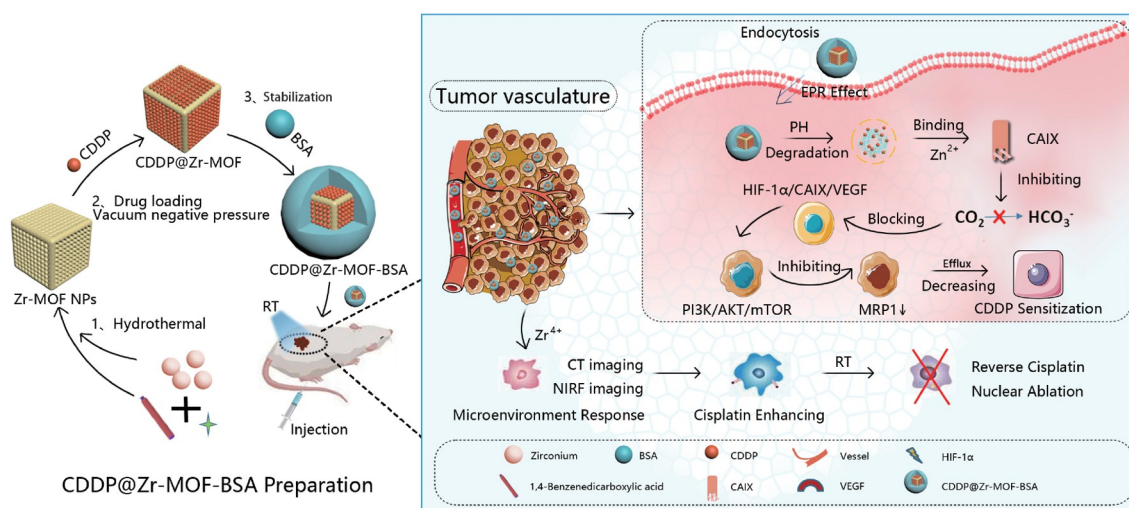 3、Stabilization
BSA
CDDP
CDDP@Zr-MOF
2、Drug loading
Vacuum negative pressure
Zr-MOF NPs
CDDP@Zr-MOF-BSA
1、Hydrothermal
RT
Injection
CDDP@Zr-MOF-BSA Preparation
Tumor vasculature
Endocytosis
EPR Effect
PH
Degradation
Binding
Zn²⁺
CAIX
Inhibiting
CO₂
HCO₃⁻
HIF-1α/CAIX/VEGF
Blocking
Inhibiting
PI3K/AKT/mTOR
MRP1↓
Efflux
Decreasing
CDDP Sensitization
Zr⁴⁺
CT imaging
NIRF imaging
Microenvironment Response
Cisplatin Enhancing
RT
Reverse Cisplatin
Nuclear Ablation
Zirconium
BSA
CDDP
Vessel
HIF-1α
1,4-Benzenedicarboxylic acid
CAIX
VEGF
CDDP@Zr-MOF-BSA